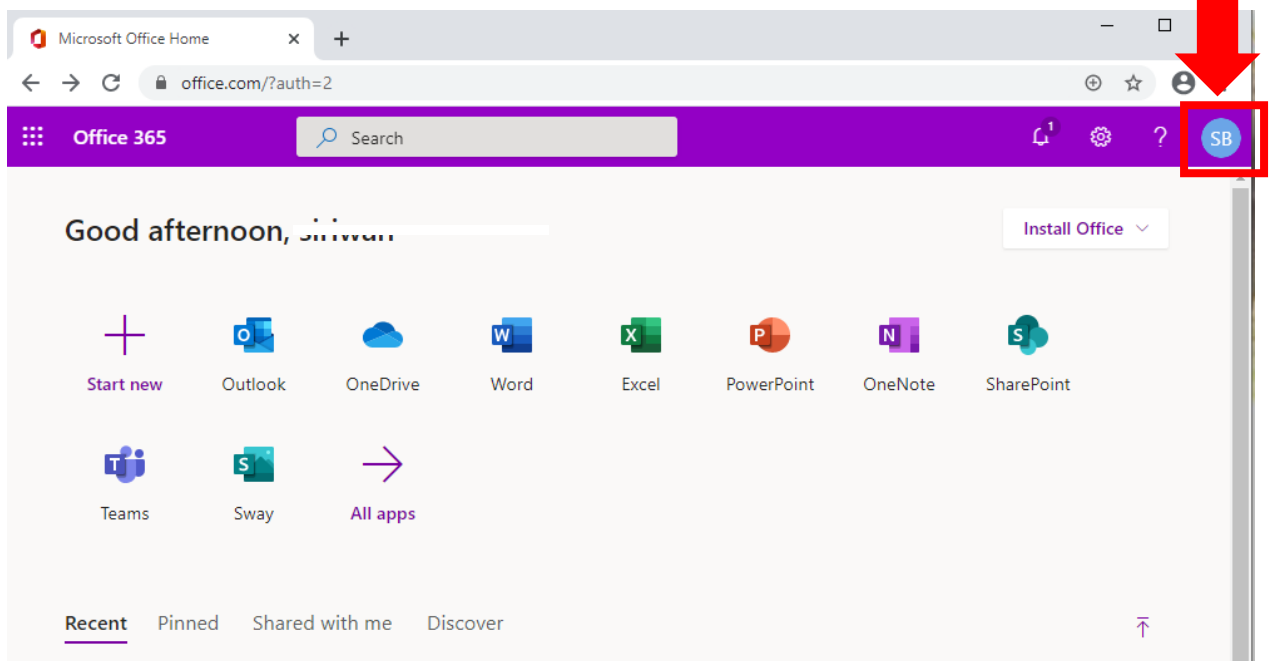 Microsoft Office Home
office.com/?auth=2
Office 365
Search
1
?
SB
Good afternoon,
Install Office
Start new
Outlook
OneDrive
Word
Excel
PowerPoint
OneNote
SharePoint
Teams
Sway
All apps
Recent Pinned Shared with me Discover